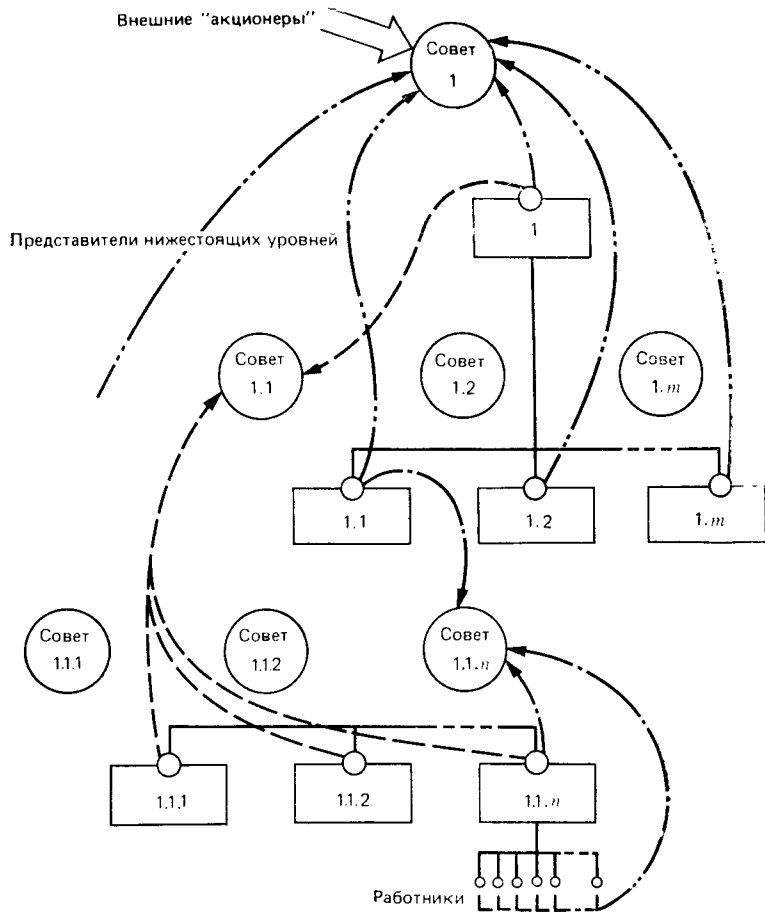 Внешние "акционеры"
Совет
1
1
Представители нижестоящих уровней
Совет
1.1
Совет
1.2
Совет
1.m
1.1
1.2
1.m
Совет
1.1.1
Совет
1.1.2
Совет
1.1.n
1.1.1
1.1.2
1.1.n
Работники